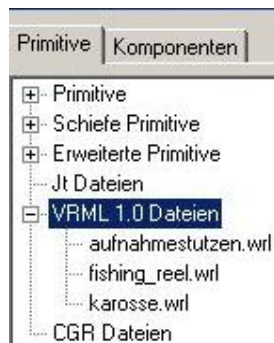 Primitive Komponenten
Primitive
Schiefe Primitive
Erweiterte Primitive
Jt Dateien
VRML 1.0 Dateien
aufnahmestutzen.wrl
fishing_reel.wrl
karosse.wrl
CGR Dateien